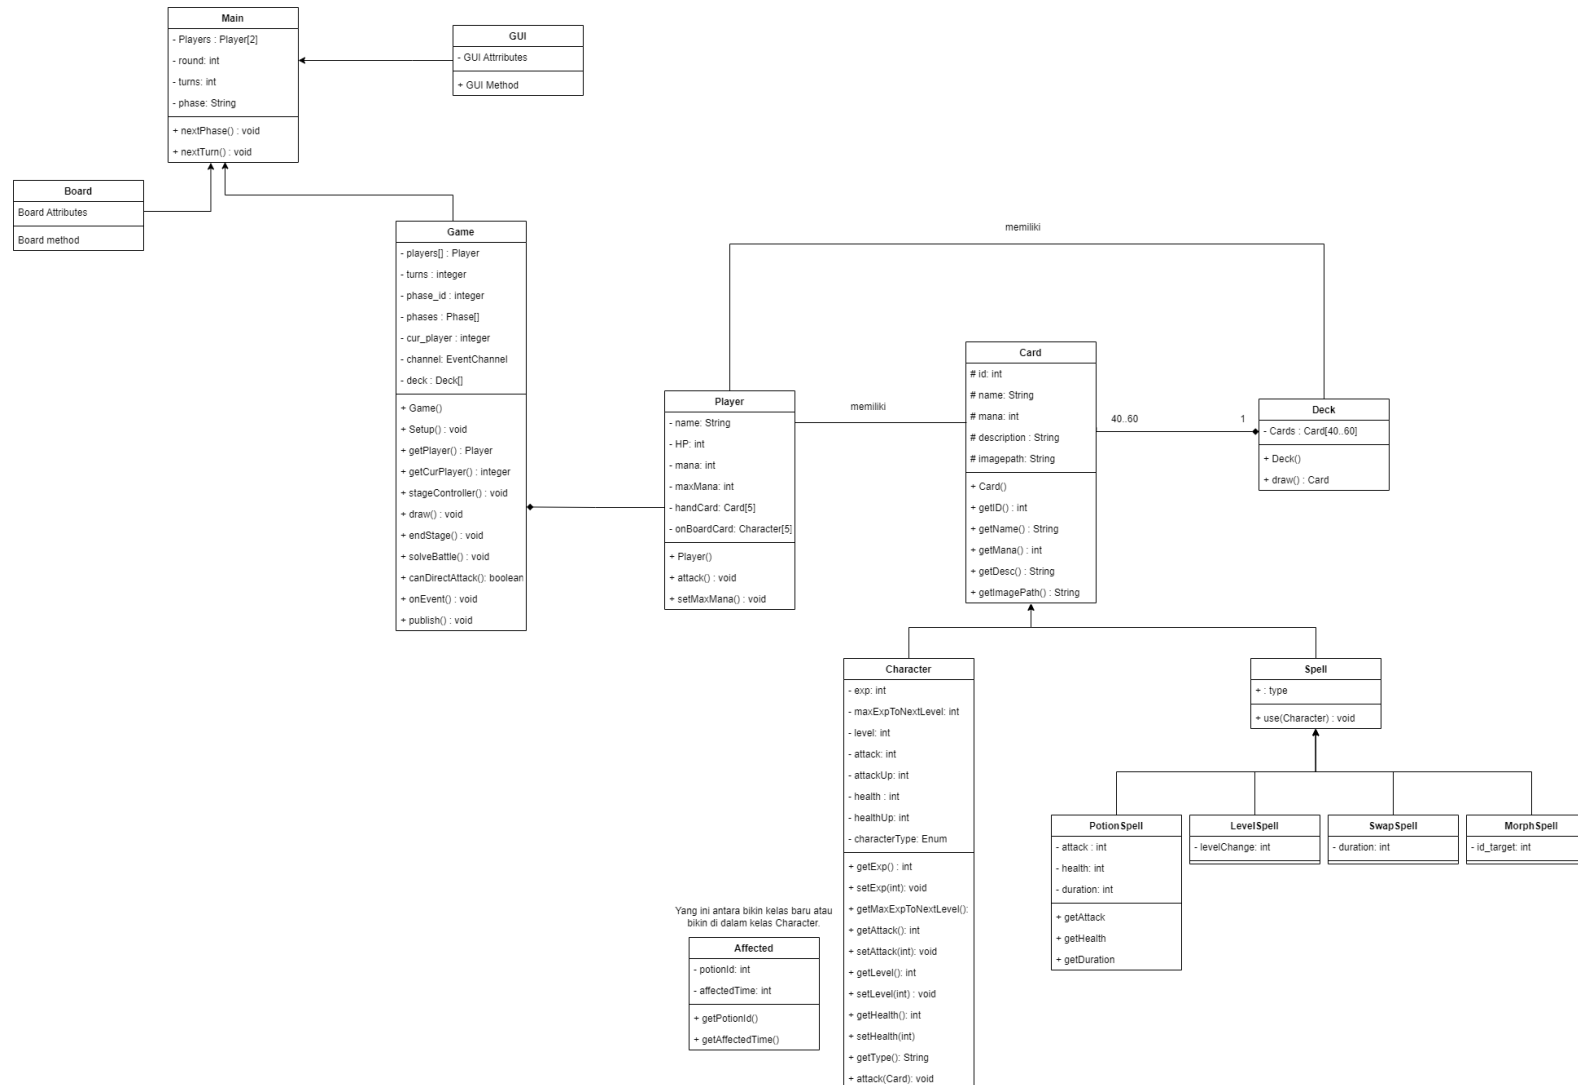 Main
- Players : Player[2]
- round: int
- turns: int
- phase: String
+ nextPhase() : void
+ nextTurn() : void
GUI
- GUI Attrributes
+ GUI Method
Board
Board Attributes
Board method
Game
- players[] : Player
- turns : integer
- phase_id : integer
- phases : Phase[]
- cur_player : integer
- channel: EventChannel
- deck : Deck[]
+ Game()
+ Setup() : void
+ getPlayer() : Player
+ getCurPlayer() : integer
+ stageController() : void
+ draw() : void
+ endStage() : void
+ solveBattle() : void
+ canDirectAttack(): boolean
+ onEvent() : void
+ publish() : void
memiliki
Player
- name: String
- HP: int
- mana: int
- maxMana: int
- handCard: Card[5]
- onBoardCard: Character[5]
+ Player()
+ attack() : void
+ setMaxMana() : void
memiliki
Card
# id: int
# name: String
# mana: int
# description : String
# imagepath: String
+ Card()
+ getID() : int
+ getName() : String
+ getMana() : int
+ getDesc() : String
+ getImagePath() : String
40..60
1
Deck
- Cards : Card[40..60]
+ Deck()
+ draw() : Card
Character
- exp: int
- maxExpToNextLevel: int
- level: int
- attack: int
- attackUp: int
- health : int
- healthUp: int
- characterType: Enum
+ getExp() : int
+ setExp(int): void
+ getMaxExpToNextLevel():
+ getAttack(): int
+ setAttack(int): void
+ getLevel(): int
+ setLevel(int) : void
+ getHealth(): int
+ setHealth(int)
+ getType(): String
+ attack(Card): void
Spell
+ : type
+ use(Character) : void
PotionSpell
- attack : int
- health: int
- duration: int
+ getAttack
+ getHealth
+ getDuration
LevelSpell
- levelChange: int
SwapSpell
- duration: int
MorphSpell
- id_target: int
Yang ini antara bikin kelas baru atau
bikin di dalam kelas Character.
Affected
- potionId: int
- affectedTime: int
+ getPotionId()
+ getAffectedTime()